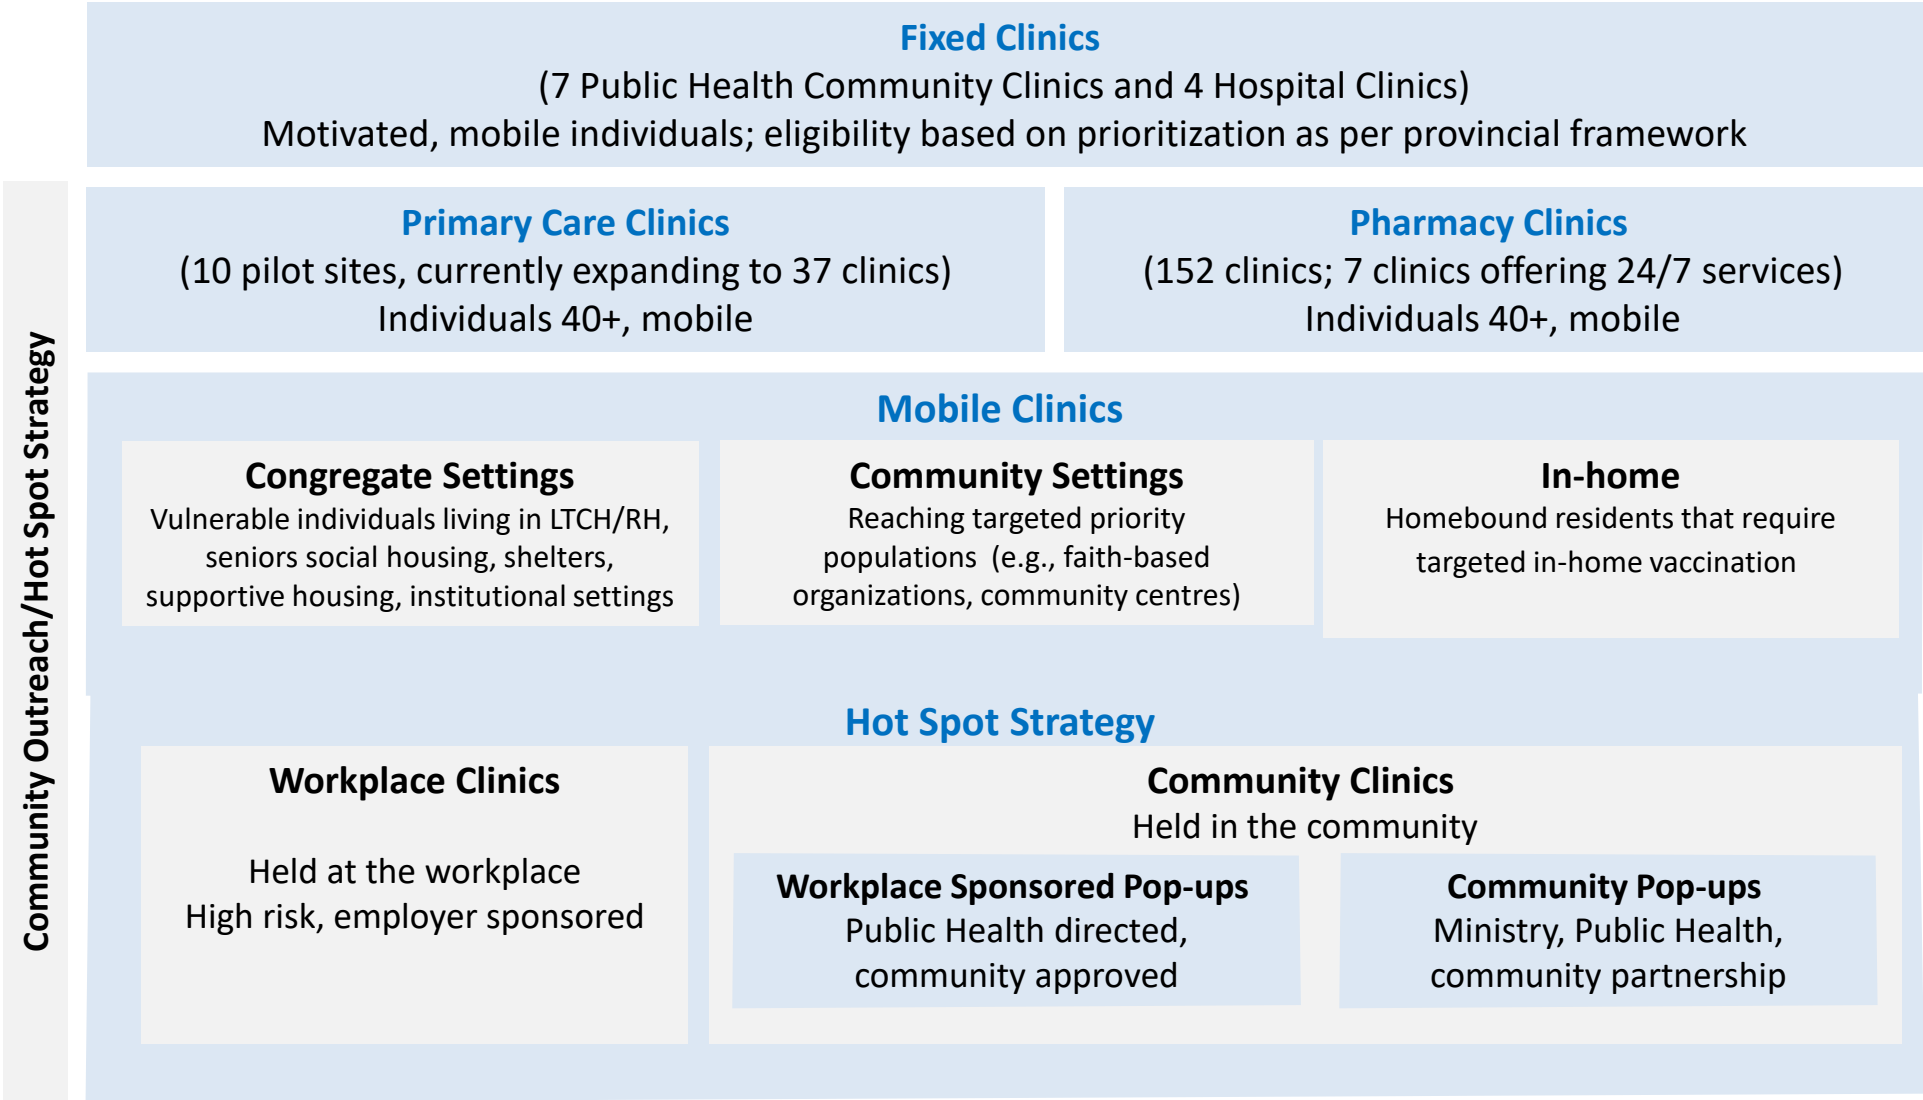 Fixed Clinics
(7 Public Health Community Clinics and 4 Hospital Clinics)
Motivated, mobile individuals; eligibility based on prioritization as per provincial framework
Community Outreach/Hot Spot Strategy
Primary Care Clinics
(10 pilot sites, currently expanding to 37 clinics)
Individuals 40+, mobile
Pharmacy Clinics
(152 clinics; 7 clinics offering 24/7 services)
Individuals 40+, mobile
Mobile Clinics
Congregate Settings
Vulnerable individuals living in LTCH/RH,
seniors social housing, shelters,
supportive housing, institutional settings
Community Settings
Reaching targeted priority
populations (e.g., faith-based
organizations, community centres)
In-home
Homebound residents that require
targeted in-home vaccination
Hot Spot Strategy
Workplace Clinics
Held at the workplace
High risk, employer sponsored
Community Clinics
Held in the community
Workplace Sponsored Pop-ups
Public Health directed,
community approved
Community Pop-ups
Ministry, Public Health,
community partnership